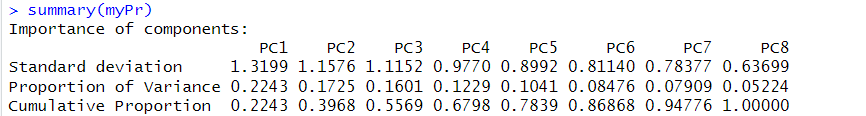 > summary(myPr)
Importance of components:
PC1 PC2 PC3 PC4 PC5 PC6 PC7 PC8
Standard deviation 1.3199 1.1576 1.1152 0.9770 0.8992 0.81140 0.78377 0.63699
Proportion of Variance 0.2243 0.1725 0.1601 0.1229 0.1041 0.08476 0.07909 0.05224
Cumulative Proportion 0.2243 0.3968 0.5569 0.6798 0.7839 0.86868 0.94776 1.00000